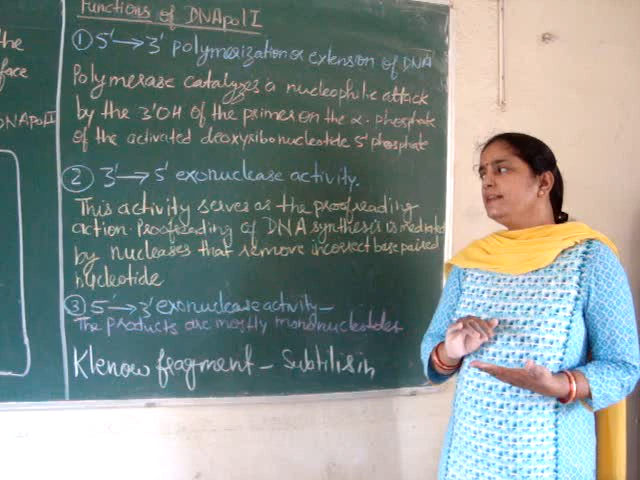 the
face
DNA Pol I
Functions of DNA pol I
① 5' → 3' polymerization or extension of DNA
Polymerase catalyzes a nucleophilic attack
by the 3'OH of the primer on the α-phosphate
of the activated deoxyribonucleotide 5' phosphate
② 3' → 5' exonuclease activity.
This activity serves as the proofreading
action. Proofreading of DNA synthesis is mediated
by nucleases that remove incorrect base paired
nucleotide
③ 5' → 3' exonuclease activity -
The products are mostly mononucleotides
Klenow fragment - Subtilisin